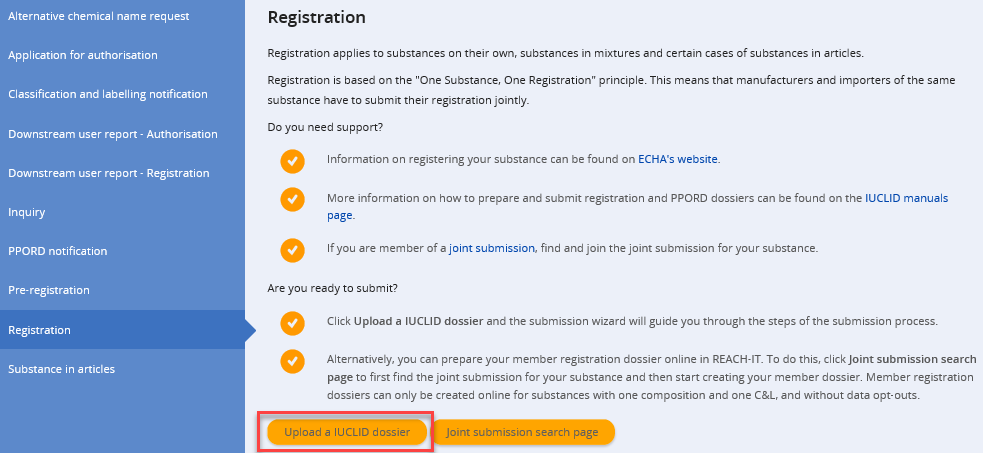 Alternative chemical name request
Application for authorisation
Classification and labelling notification
Downstream user report - Authorisation
Downstream user report - Registration
Inquiry
PPORD notification
Pre-registration
Registration
Substance in articles
Registration
Registration applies to substances on their own, substances in mixtures and certain cases of substances in articles.
Registration is based on the "One Substance, One Registration" principle. This means that manufacturers and importers of the same
substance have to submit their registration jointly.
Do you need support?
Information on registering your substance can be found on ECHA's website.
More information on how to prepare and submit registration and PPORD dossiers can be found on the IUCLID manuals
page.
If you are member of a joint submission, find and join the joint submission for your substance.
Are you ready to submit?
Click Upload a IUCLID dossier and the submission wizard will guide you through the steps of the submission process.
Alternatively, you can prepare your member registration dossier online in REACH-IT. To do this, click Joint submission search
page to first find the joint submission for your substance and then start creating your member dossier. Member registration
dossiers can only be created online for substances with one composition and one C&L, and without data opt-outs.
Upload a IUCLID dossier
Joint submission search page